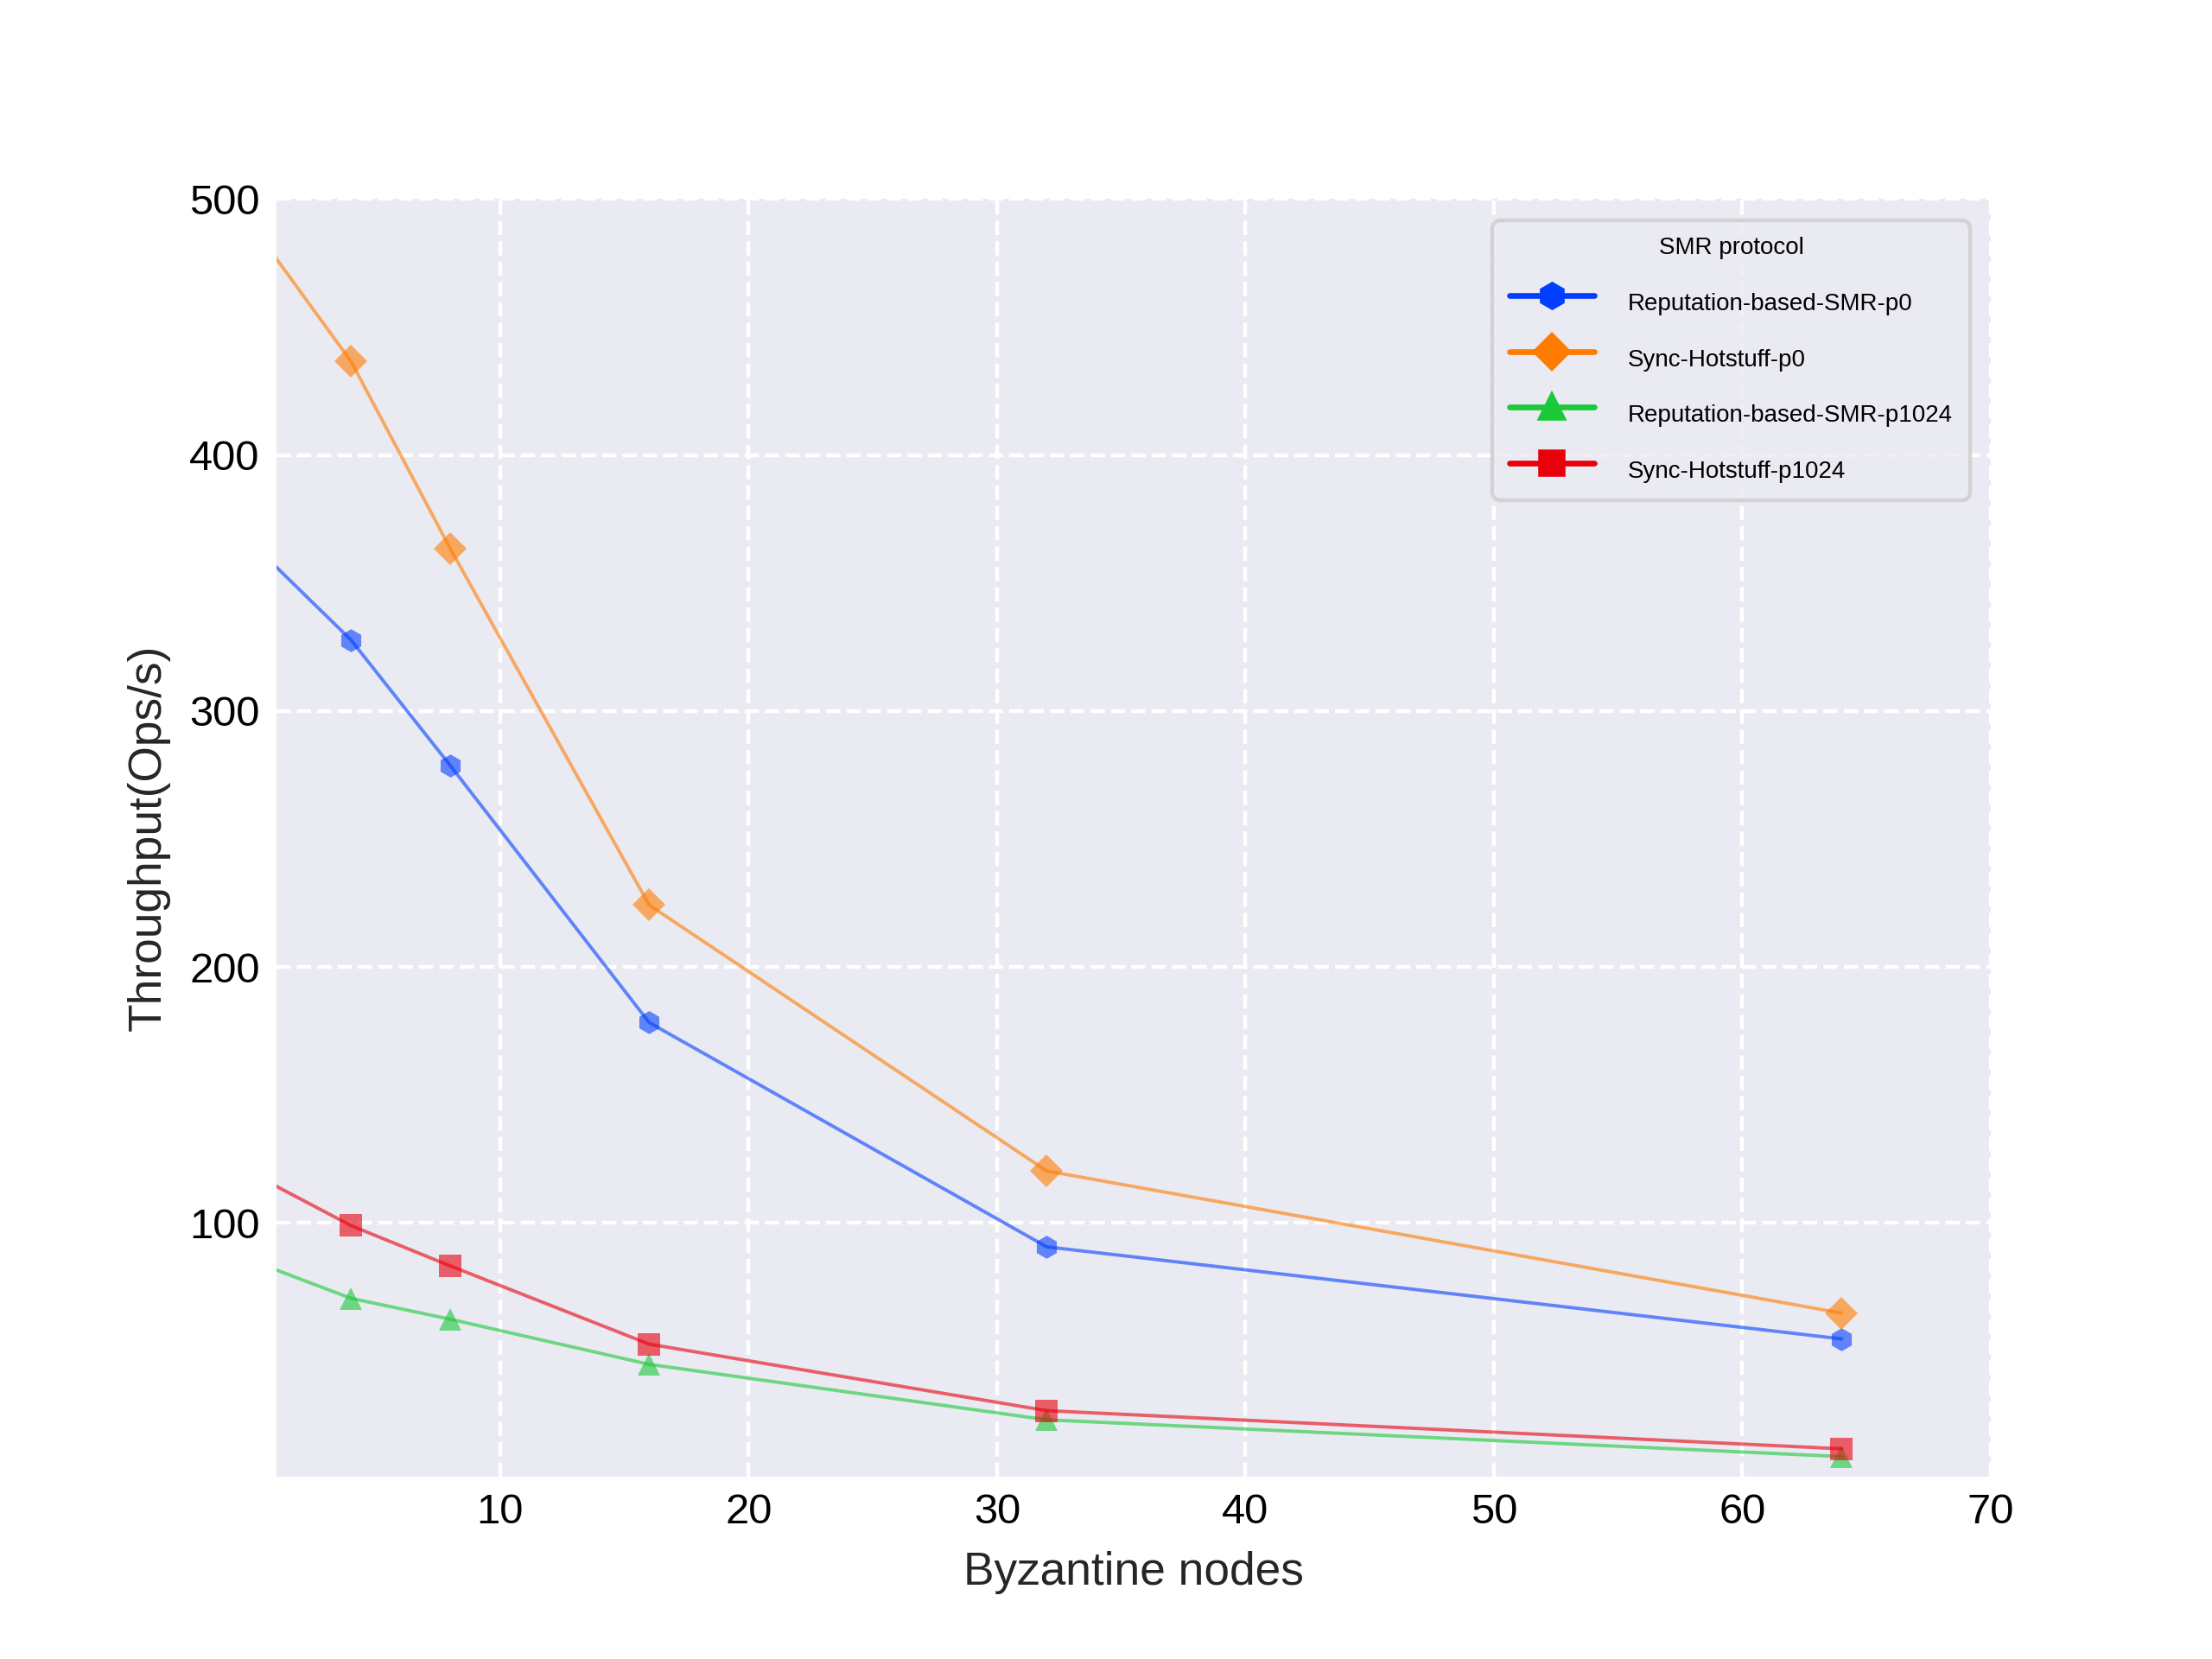 500
400
300
200
100
Throughput(Ops/s)
SMR protocol
Reputation-based-SMR-p0
Sync-Hotstuff-p0
Reputation-based-SMR-p1024
Sync-Hotstuff-p1024
10 20 30 40 50 60 70
Byzantine nodes